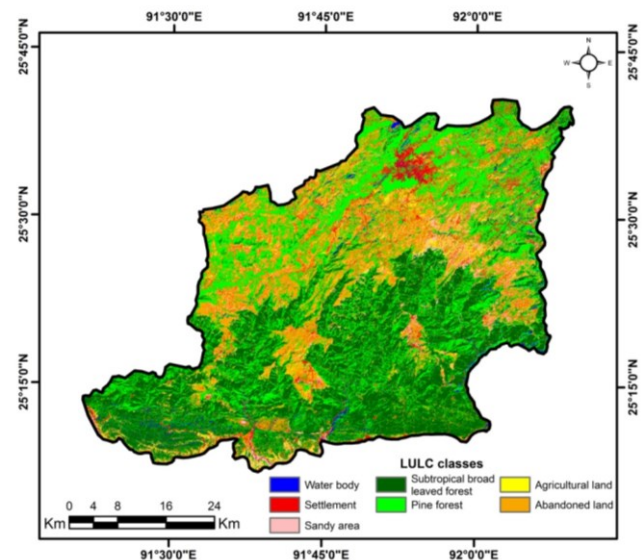 91°30'0"E 91°45'0"E 92°0'0"E
25°45'0"N 25°45'0"N
N
W E
S
25°30'0"N 25°30'0"N
25°15'0"N 25°15'0"N
LULC classes
Water body
Settlement
Sandy area
Subtropical broad
leaved forest
Pine forest
Agricultural land
Abandoned land
0 4 8 16 24
Km Km
91°30'0"E 91°45'0"E 92°0'0"E